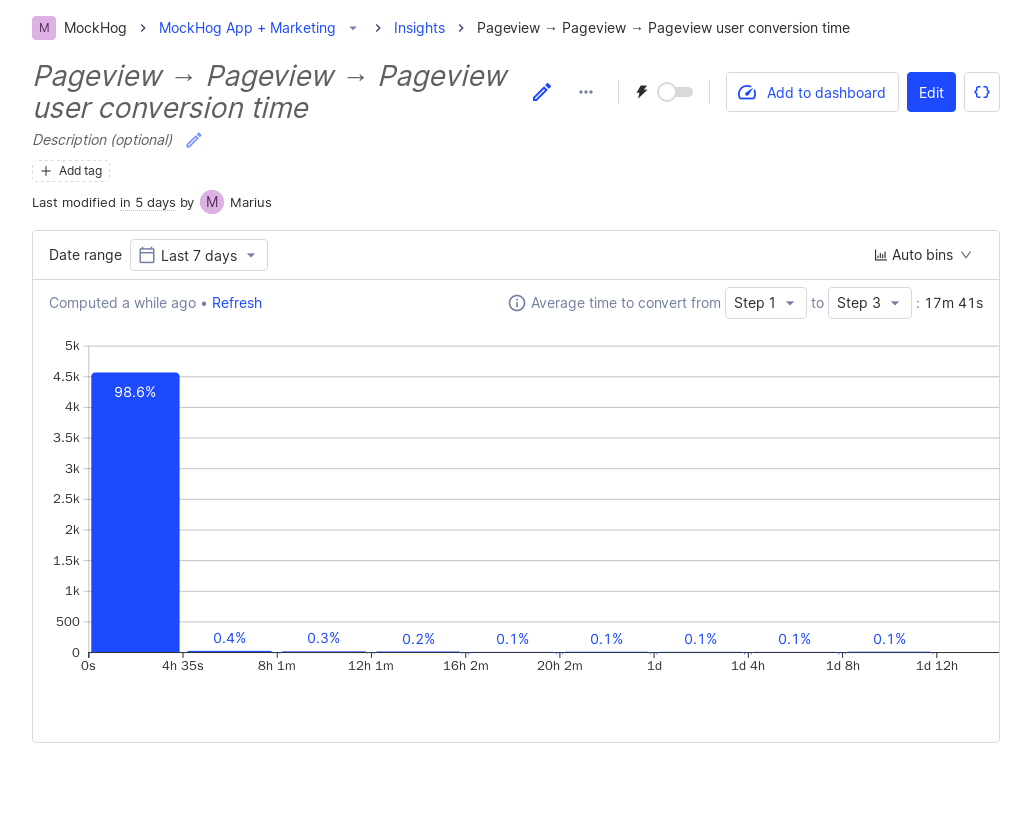 M MockHog > MockHog App + Marketing > Insights > Pageview → Pageview → Pageview user conversion time
Pageview → Pageview → Pageview
user conversion time
Add to dashboard
Edit
Description (optional)
+ Add tag
Last modified in 5 days by M Marius
Date range Last 7 days Auto bins
Computed a while ago • Refresh Average time to convert from Step 1 to Step 3 : 17m 41s
5k
4.5k
98.6%
4k
3.5k
3k
2.5k
2k
1.5k
1k
500
0.4% 0.3% 0.2% 0.1% 0.1% 0.1% 0.1% 0.1%
0
0s 4h 35s 8h 1m 12h 1m 16h 2m 20h 2m 1d 1d 4h 1d 8h 1d 12h